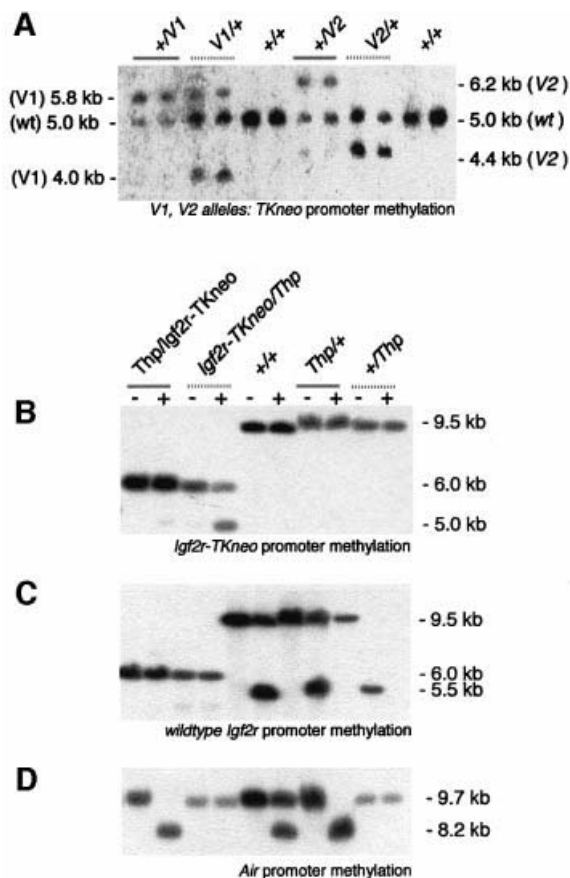 A
+/V1 V1/+ +/+ +/V2 V2/+ +/+
(V1) 5.8 kb - - 6.2 kb (V2)
(wt) 5.0 kb - - 5.0 kb (wt)
- 4.4 kb (V2)
(V1) 4.0 kb -
V1, V2 alleles: TKneo promoter methylation
Thp/Igf2r-TKneo Igf2r-TKneo/Thp +/+ Thp/+ +/Thp
- + - + - + - + - +
B
- 9.5 kb
- 6.0 kb
- 5.0 kb
Igf2r-TKneo promoter methylation
C
- 9.5 kb
- 6.0 kb
- 5.5 kb
wildtype Igf2r promoter methylation
D
- 9.7 kb
- 8.2 kb
Air promoter methylation